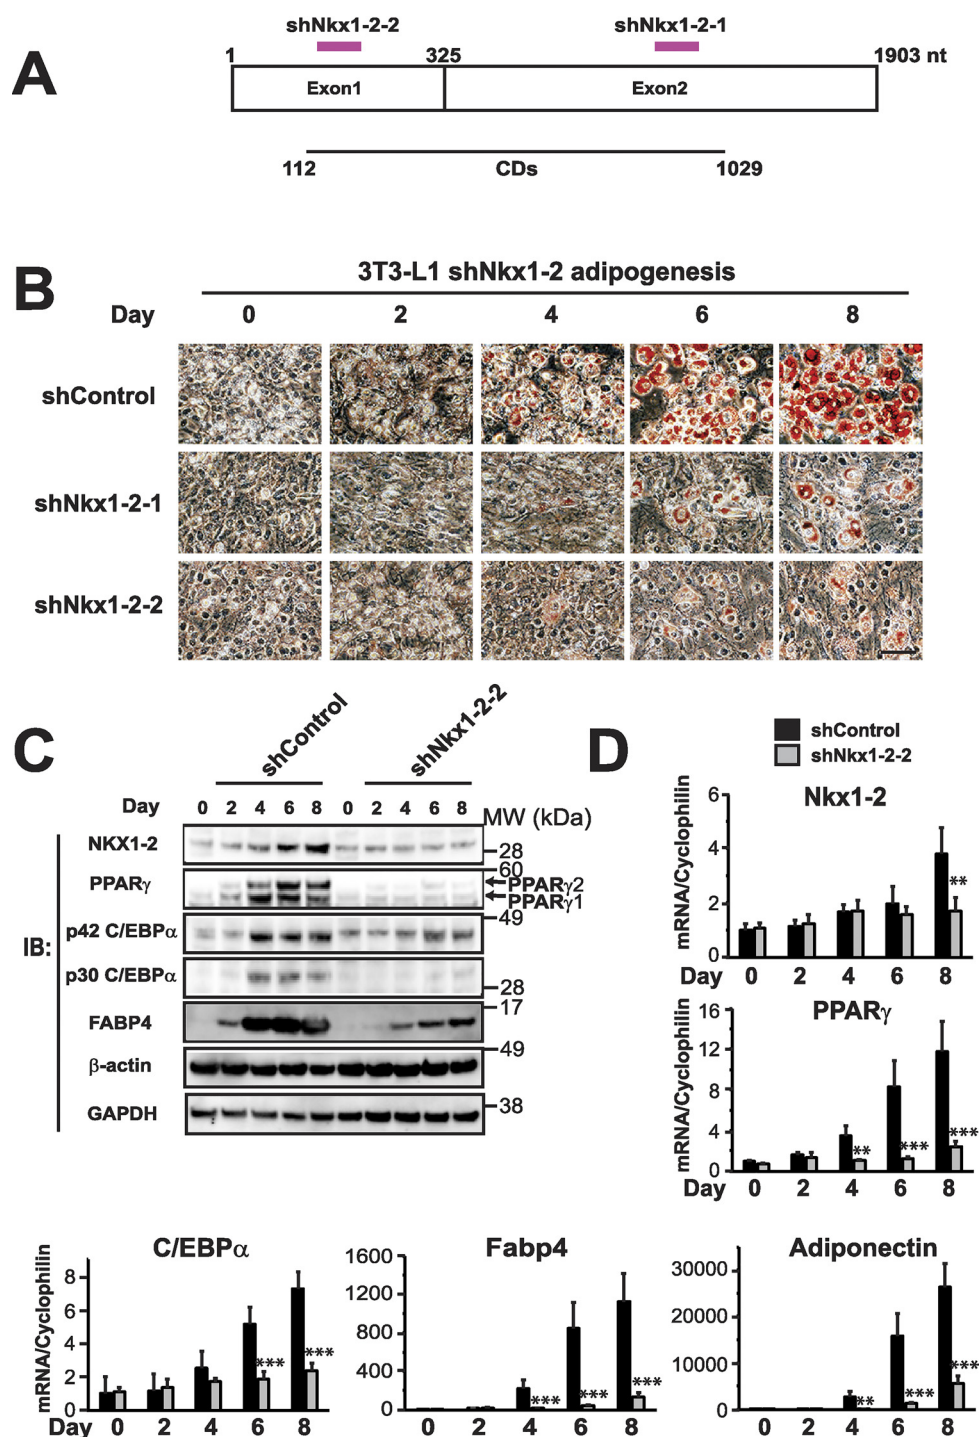 A
shNkx1-2-2 shNkx1-2-1
1 325 1903 nt
Exon1 Exon2
112 CDs 1029
B
3T3-L1 shNkx1-2 adipogenesis
Day 0 2 4 6 8
shControl
shNkx1-2-1
shNkx1-2-2
C
shControl shNkx1-2-2
Day 0 2 4 6 8 0 2 4 6 8 MW (kDa)
IB:
NKX1-2 28
60
PPARγ PPARγ2
PPARγ1
49
p42 C/EBPα
p30 C/EBPα
28
17
FABP4
49
β-actin
GAPDH 38
D
shControl
shNkx1-2-2
Nkx1-2
mRNA/Cyclophilin
6
4
2
0
**
Day 0 2 4 6 8
PPARγ
mRNA/Cyclophilin
16
12
8
4
0
** *** ***
Day 0 2 4 6 8
C/EBPα
mRNA/Cyclophilin
8
6
4
2
0
*** ***
Day 0 2 4 6 8
Fabp4
1600
1200
800
400
0
*** *** ***
0 2 4 6 8
Adiponectin
30000
20000
10000
0
** *** ***
0 2 4 6 8